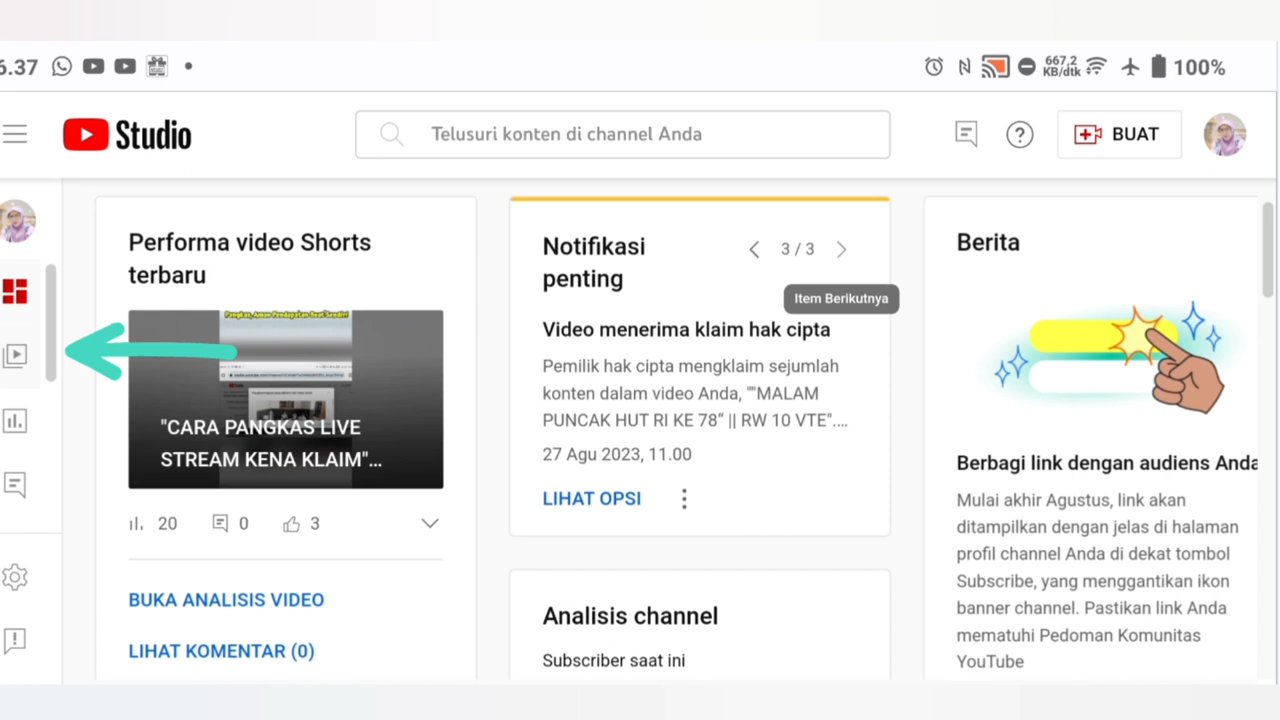 6.37
667,2
KB/dtk
100%
Studio
Telusuri konten di channel Anda
BUAT
Performa video Shorts
terbaru
Pangkas, Aman Pendapatan Buat Sendiri
"CARA PANGKAS LIVE
STREAM KENA KLAIM"...
20
0
3
BUKA ANALISIS VIDEO
LIHAT KOMENTAR (0)
Notifikasi
penting
3 / 3
Item Berikutnya
Video menerima klaim hak cipta
Pemilik hak cipta mengklaim sejumlah
konten dalam video Anda, ""MALAM
PUNCAK HUT RI KE 78“ || RW 10 VTE"....
27 Agu 2023, 11.00
LIHAT OPSI
Analisis channel
Subscriber saat ini
Berita
Berbagi link dengan audiens Anda
Mulai akhir Agustus, link akan
ditampilkan dengan jelas di halaman
profil channel Anda di dekat tombol
Subscribe, yang menggantikan ikon
banner channel. Pastikan link Anda
mematuhi Pedoman Komunitas
YouTube